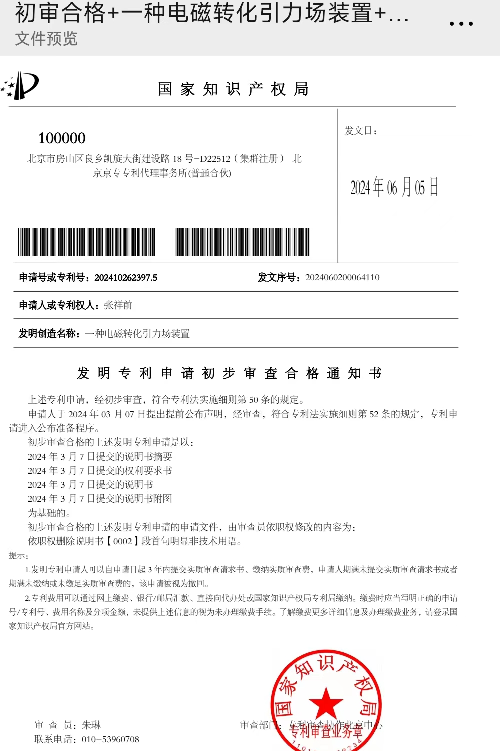 初审合格+一种电磁转化引力场装置+...
文件预览
国家知识产权局
100000
发文日：
北京市房山区良乡凯旋大街建设路 18 号-D22512（集群注册） 北
京京专专利代理事务所(普通合伙)
2024 年 06 月 05 日
申请号或专利号：202410262397.5
发文序号：2024060200064110
申请人或专利权人：张祥前
发明创造名称：一种电磁转化引力场装置
发明专利申请初步审查合格通知书
上述专利申请，经初步审查，符合专利法实施细则第 50 条的规定。
申请人于 2024 年 03 月 07 日提出提前公布声明，经审查，符合专利法实施细则第 52 条的规定，专利申
请进入公布准备程序。
初步审查合格的上述发明专利申请是以：
2024 年 3 月 7 日提交的说明书摘要
2024 年 3 月 7 日提交的权利要求书
2024 年 3 月 7 日提交的说明书
2024 年 3 月 7 日提交的说明书附图
为基础的。
初步审查合格的上述发明专利申请的申请文件，由审查员依职权修改的内容为：
依职权删除说明书【0002】段首句明显非技术用语。
提示：
1.发明专利申请人可以自申请日起 3 年内提交实质审查请求书、缴纳实质审查费，申请人期满未提交实质审查请求书或者
期满未缴纳或未缴足实质审查费的，该申请被视为撤回。
2.专利费用可以通过网上缴费、银行/邮局汇款、直接向代办处或国家知识产权局专利局缴纳。缴费时应当写明正确的申请
号/专利号，费用名称及分项金额，未提供上述信息的视为未办理缴费手续。了解缴费更多详细信息及办理缴费业务，请登录国
家知识产权局官方网站。
国家知识产权局
专利审查业务章
审 查 员：朱琳
审查部门：专利审查协作北京中心
联系电话：010-53960708